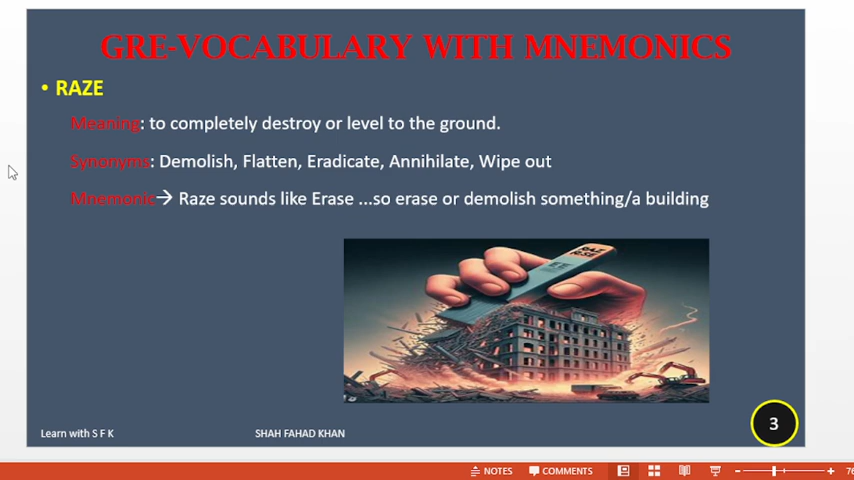 GRE-VOCABULARY WITH MNEMONICS
• RAZE
Meaning: to completely destroy or level to the ground.
Synonyms: Demolish, Flatten, Eradicate, Annihilate, Wipe out
Mnemonic→ Raze sounds like Erase ...so erase or demolish something/a building
RAZ
Learn with S F K
SHAH FAHAD KHAN
3
NOTES
COMMENTS